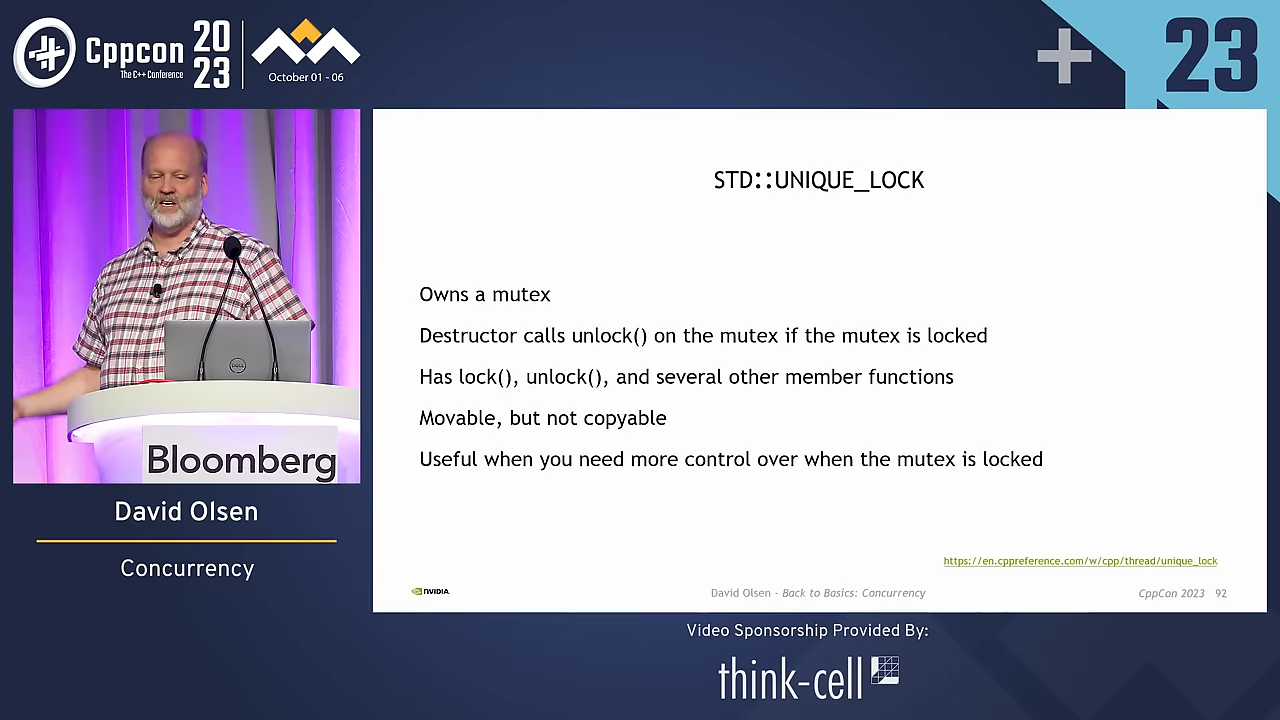 Cppcon
The C++ Conference
20
23
October 01 - 06
23
STD::UNIQUE_LOCK
Owns a mutex
Destructor calls unlock() on the mutex if the mutex is locked
Has lock(), unlock(), and several other member functions
Movable, but not copyable
Useful when you need more control over when the mutex is locked
https://en.cppreference.com/w/cpp/thread/unique_lock
NVIDIA.
David Olsen - Back to Basics: Concurrency
CppCon 2023 92
DELL
Bloomberg
David Olsen
Concurrency
Video Sponsorship Provided By:
think-cell